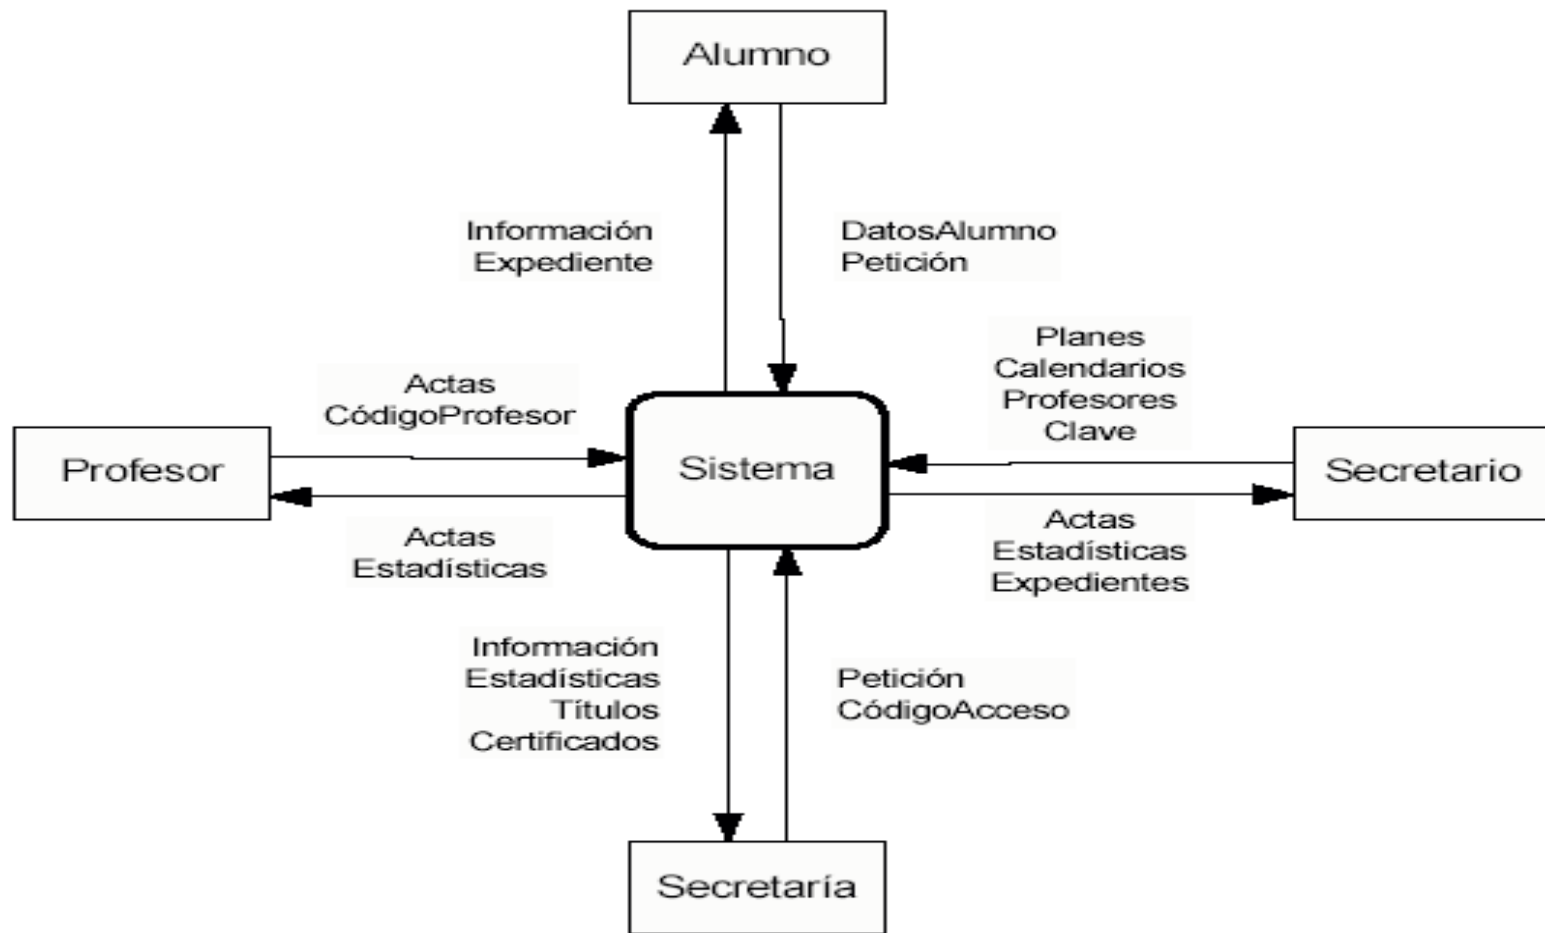 Alumno
Información
Expediente
DatosAlumno
Petición
Planes
Calendarios
Profesores
Clave
Actas
CódigoProfesor
Profesor
Sistema
Secretario
Actas
Estadísticas
Actas
Estadísticas
Expedientes
Información
Estadísticas
Títulos
Certificados
Petición
CódigoAcceso
Secretaría